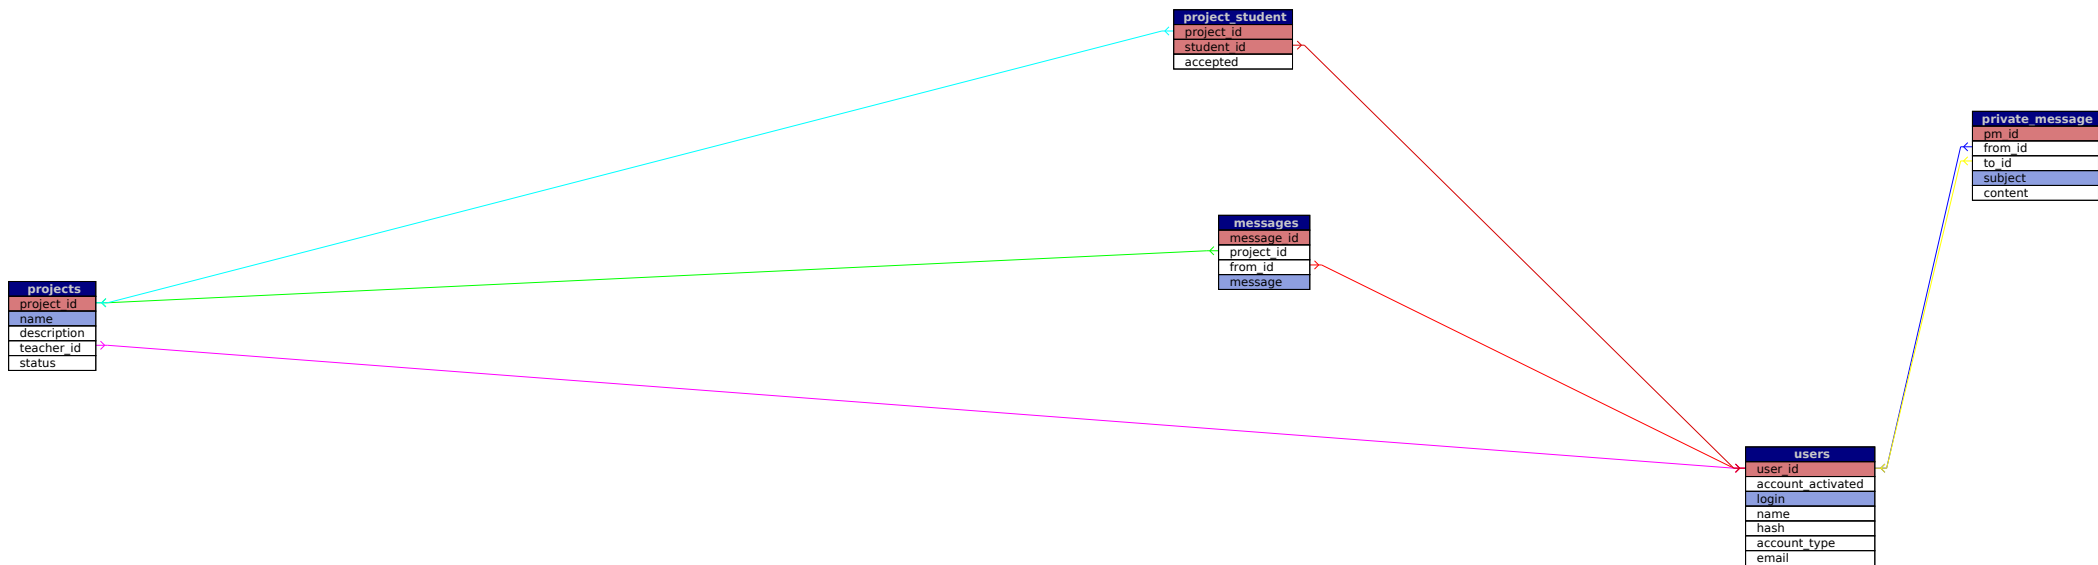 project_student
project_id
student_id
accepted
private_message
pm_id
from_id
to_id
subject
content
messages
message_id
project_id
from_id
message
projects
project_id
name
description
teacher_id
status
users
user_id
account_activated
login
name
hash
account_type
email